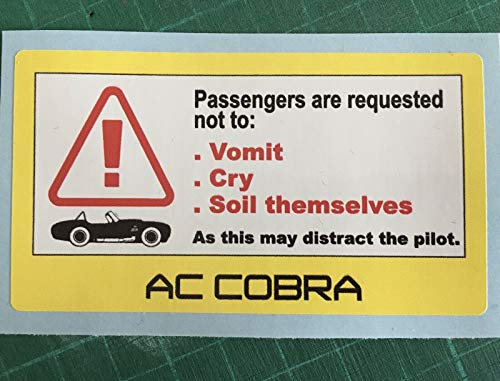 Passengers are requested
not to:
. Vomit
. Cry
. Soil themselves
As this may distract the pilot.
AC COBRA